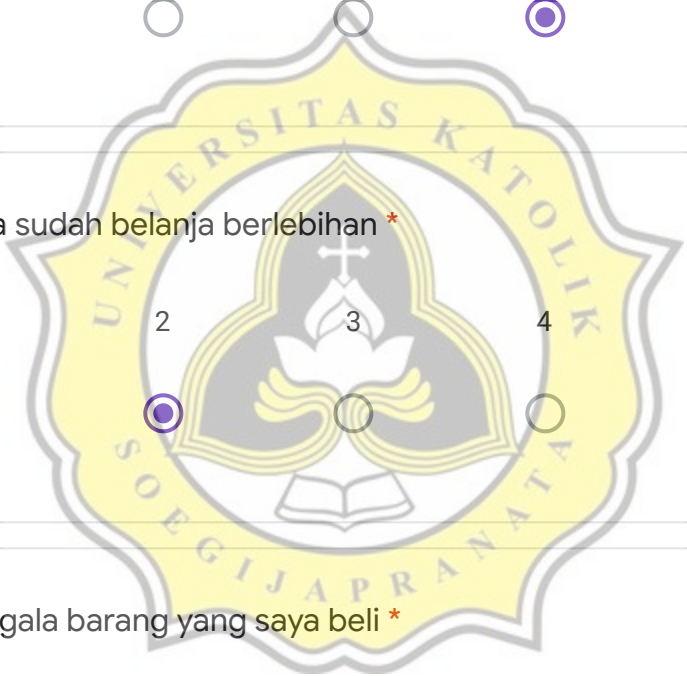 UNIVERSITAS KATOLIK
a sudah belanja berlebihan *
2 3 4
SOEGIJAPRANATA
gala barang yang saya beli *